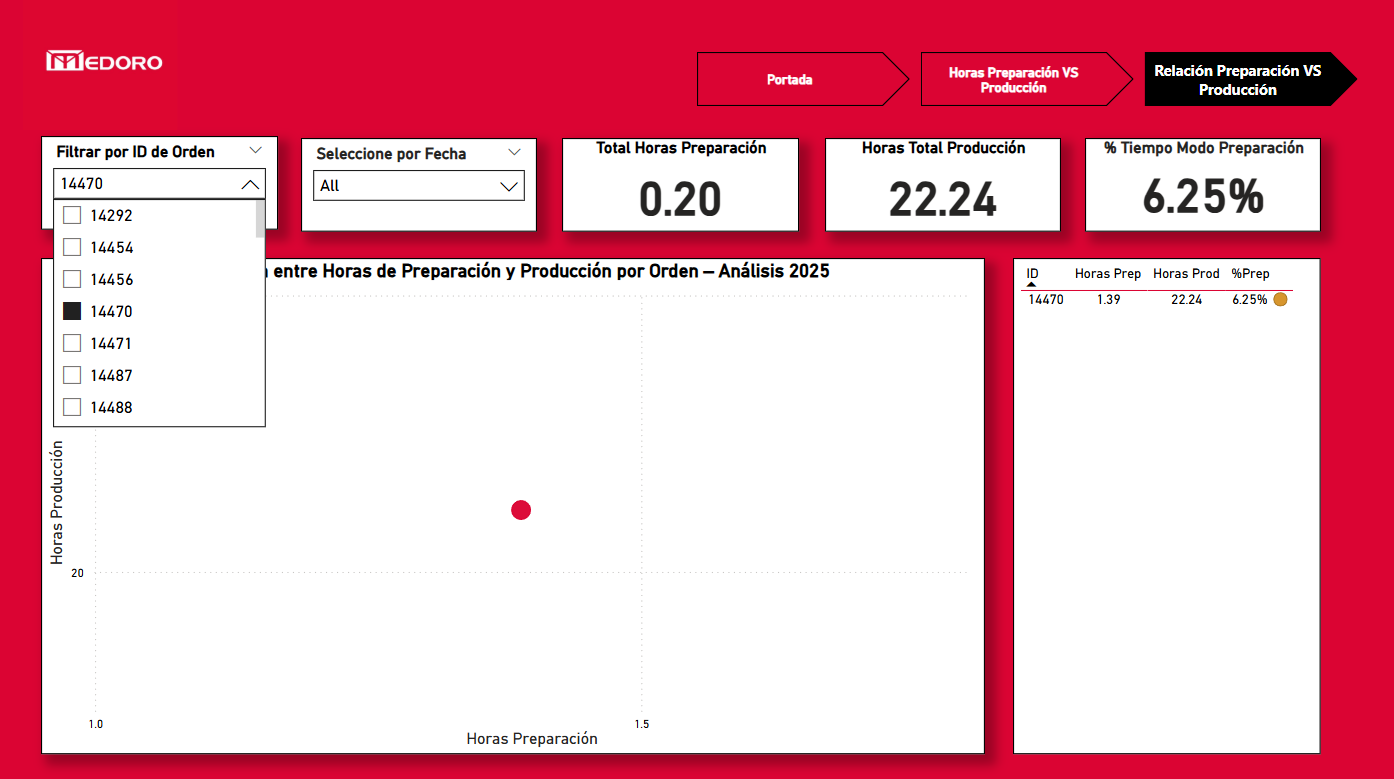 MEDORO
Portada
Horas Preparación VS
Producción
Relación Preparación VS
Producción
Filtrar por ID de Orden
14470
14292
14454
14456
14470
14471
14487
14488
Seleccione por Fecha
All
Total Horas Preparación
0.20
Horas Total Producción
22.24
% Tiempo Modo Preparación
6.25%
entre Horas de Preparación y Producción por Orden – Análisis 2025
Horas Producción
20
1.0
1.5
Horas Preparación
ID Horas Prep Horas Prod %Prep
14470 1.39 22.24 6.25%